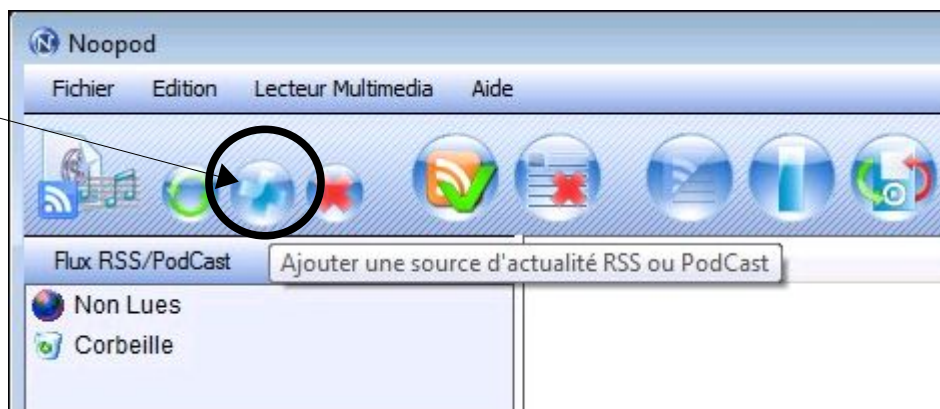 Noopod
Fichier Edition Lecteur Multimedia Aide
Flux RSS/PodCast
Ajouter une source d'actualité RSS ou PodCast
Non Lues
Corbeille